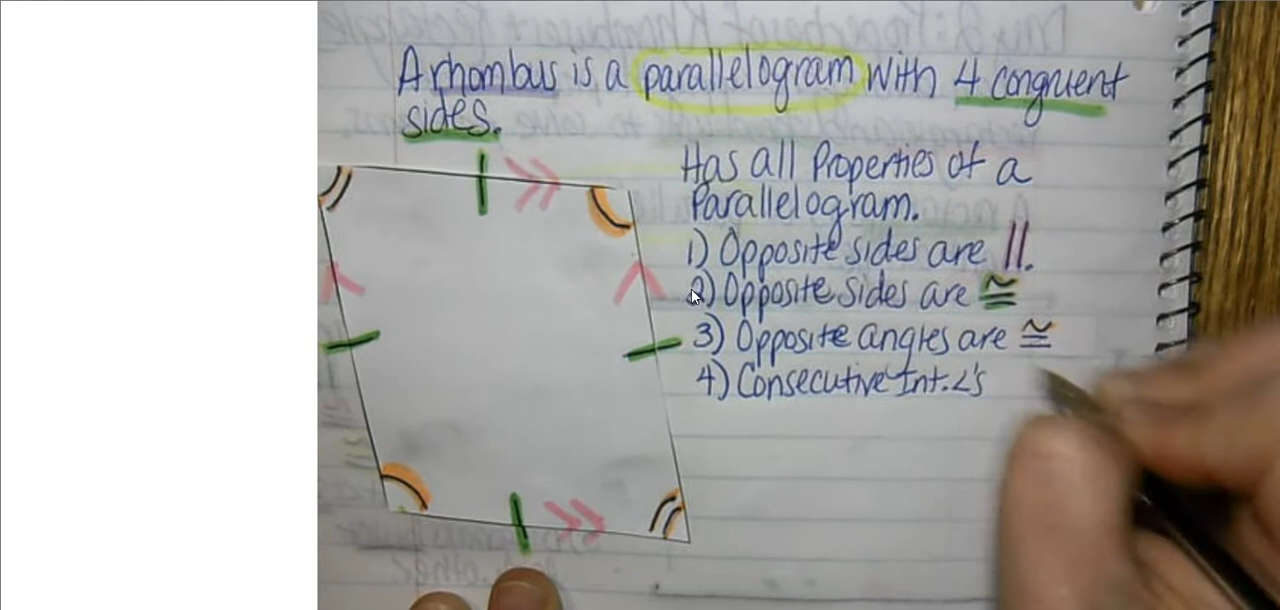 A rhombus is a parallelogram with 4 congruent
sides.
Has all Properties of a
Parallelogram.
1) Opposite sides are ||.
2) Opposite sides are ≅
3) Opposite angles are ≅
4) Consecutive Int. ∠'s